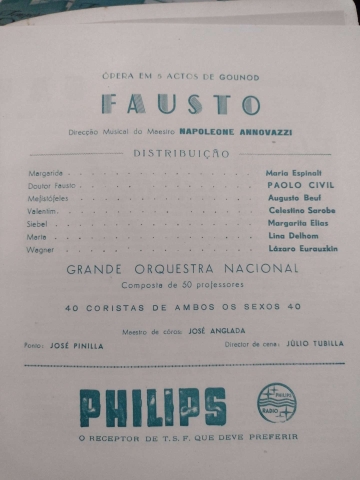 ÓPERA EM 5 ACTOS DE GOUNOD
FAUSTO
Direcção Musical do Maestro NAPOLEONE ANNOVAZZI
DISTRIBUIÇÃO
Margarida . . . . . . . . . . Maria Espinalt
Doutor Fausto . . . . . . . . . . PAOLO CIVIL
Mefistófeles . . . . . . . . . . Augusto Beuf
Valentim . . . . . . . . . . Celestino Sarobe
Siebel . . . . . . . . . . Margarita Elias
Marta . . . . . . . . . . Lina Delham
Wagner . . . . . . . . . . Lázaro Eurauzkin
GRANDE ORQUESTRA NACIONAL
Composta de 50 professores
40 CORISTAS DE AMBOS OS SEXOS 40
Maestro de córos: JOSÉ ANGLADA
Ponto: JOSÉ PINILLA Director de cena: JÚLIO TUBILLA
PHILIPS
PHILIPS
RADIO
O RECEPTOR DE T. S. F. QUE DEVE PREFERIR